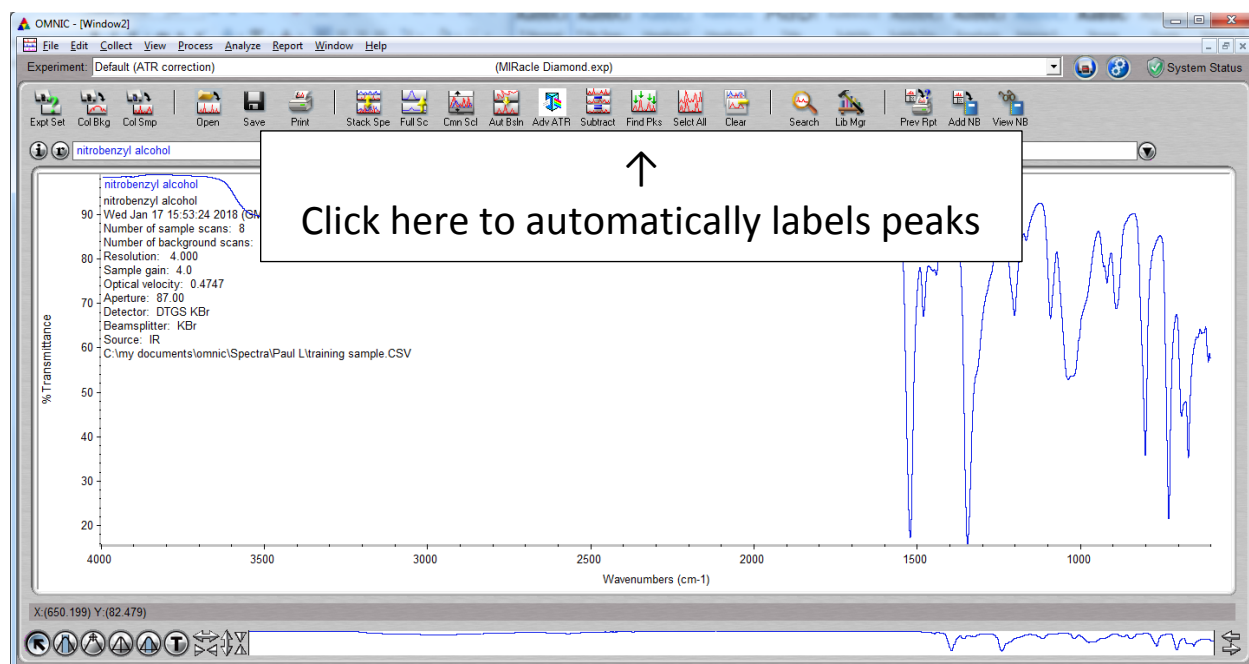 OMNIC - [Window2]
File Edit Collect View Process Analyze Report Window Help
Experiment: Default (ATR correction) (MIRacle Diamond.exp) System Status
Expt Set Col Bkg Col Smp Open Save Print Stack Spe Full Sc Cmn Scl Aut Bsln Adv ATR Subtract Find Pks Selct All Clear Search Lib Mgr Prev Rpt Add NB View NB
i r nitrobenzyl alcohol
↑
Click here to automatically labels peaks
nitrobenzyl alcohol
nitrobenzyl alcohol
Wed Jan 17 15:53:24 2018
Number of sample scans: 8
Number of background scans:
Resolution: 4.000
Sample gain: 4.0
Optical velocity: 0.4747
Aperture: 87.00
Detector: DTGS KBr
Beamsplitter: KBr
Source: IR
C:\my documents\omnic\Spectra\Paul L\training sample.CSV
90
80
70
60
50
40
30
20
% Transmittance
4000 3500 3000 2500 2000 1500 1000
Wavenumbers (cm-1)
X:(650.199) Y:(82.479)
T